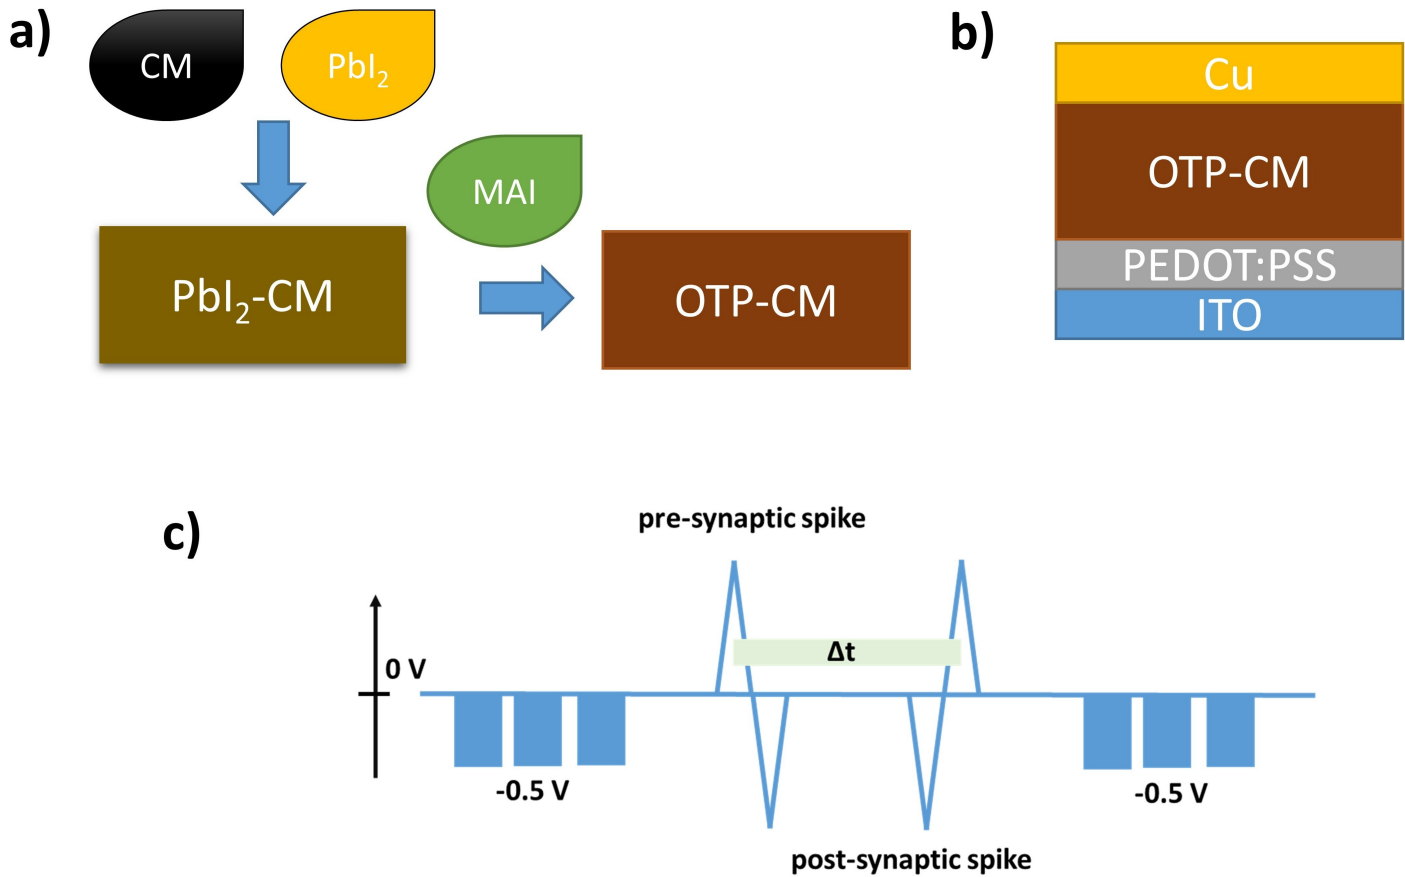 a)
CM
PbI₂
MAI
PbI₂-CM
OTP-CM
b)
Cu
OTP-CM
PEDOT:PSS
ITO
c)
pre-synaptic spike
0 V
Δt
-0.5 V
-0.5 V
post-synaptic spike